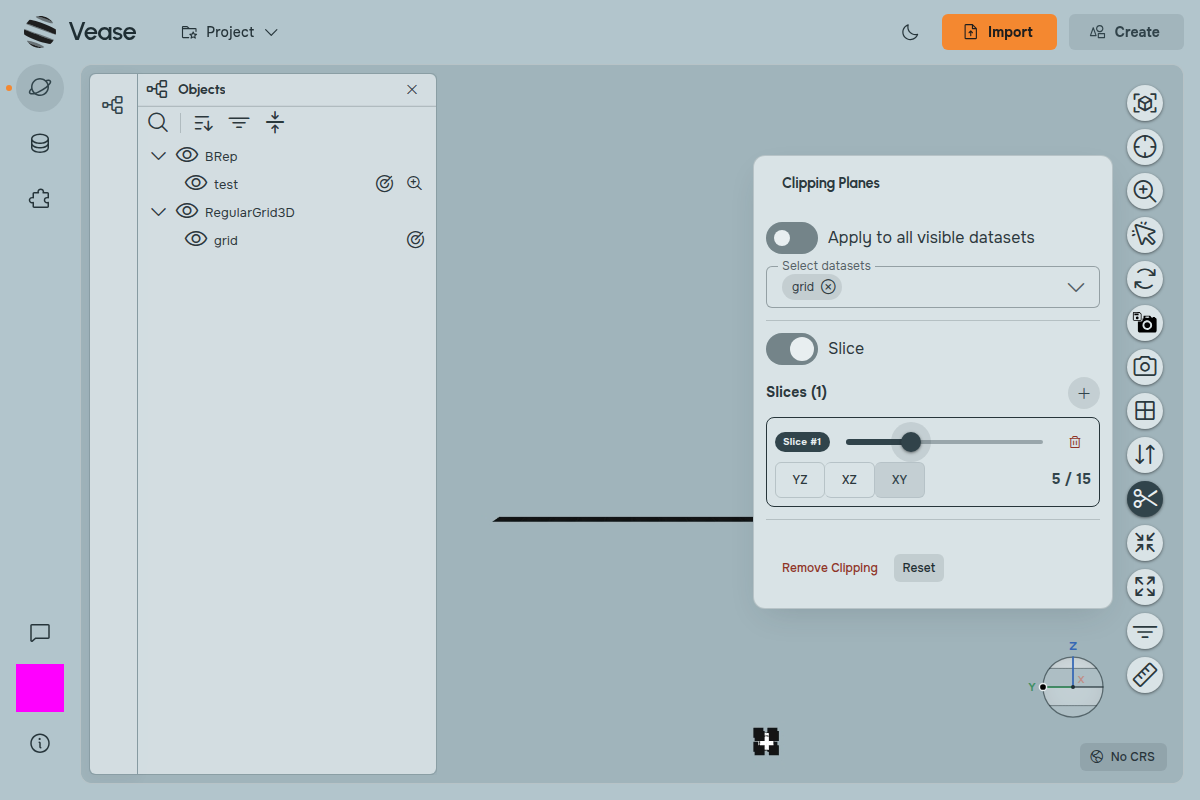 Vease
Project
Import
Create
Objects
BRep
test
RegularGrid3D
grid
Clipping Planes
Apply to all visible datasets
Select datasets
grid
Slice
Slices (1)
Slice #1
YZ
XZ
XY
5 / 15
Remove Clipping
Reset
Z
Y
X
No CRS